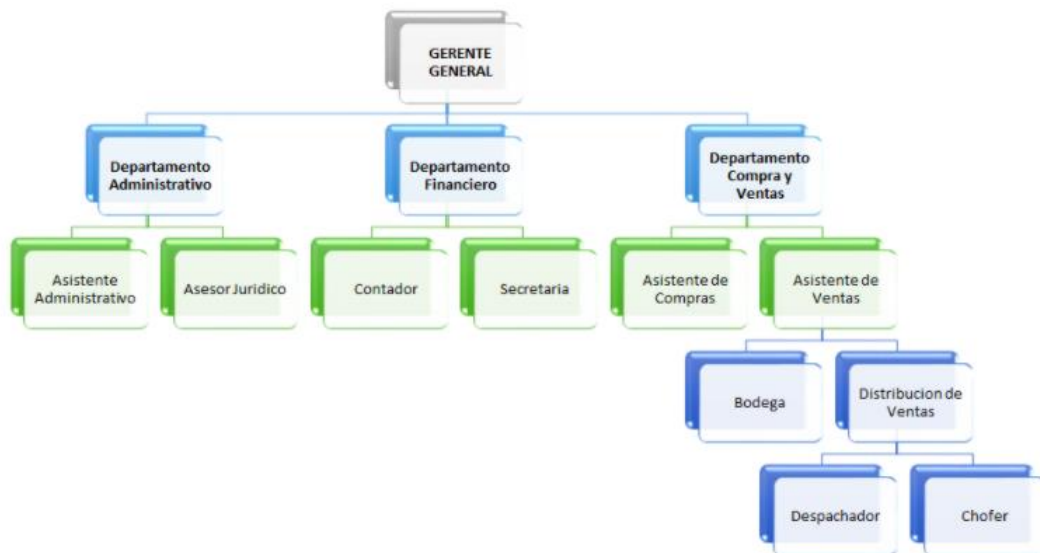 GERENTE
GENERAL
Departamento
Administrativo
Departamento
Financiero
Departamento
Compra y
Ventas
Asistente
Administrativo
Asesor Juridico
Contador
Secretaria
Asistente de
Compras
Asistente de
Ventas
Bodega
Distribucion de
Ventas
Despachador
Chofer